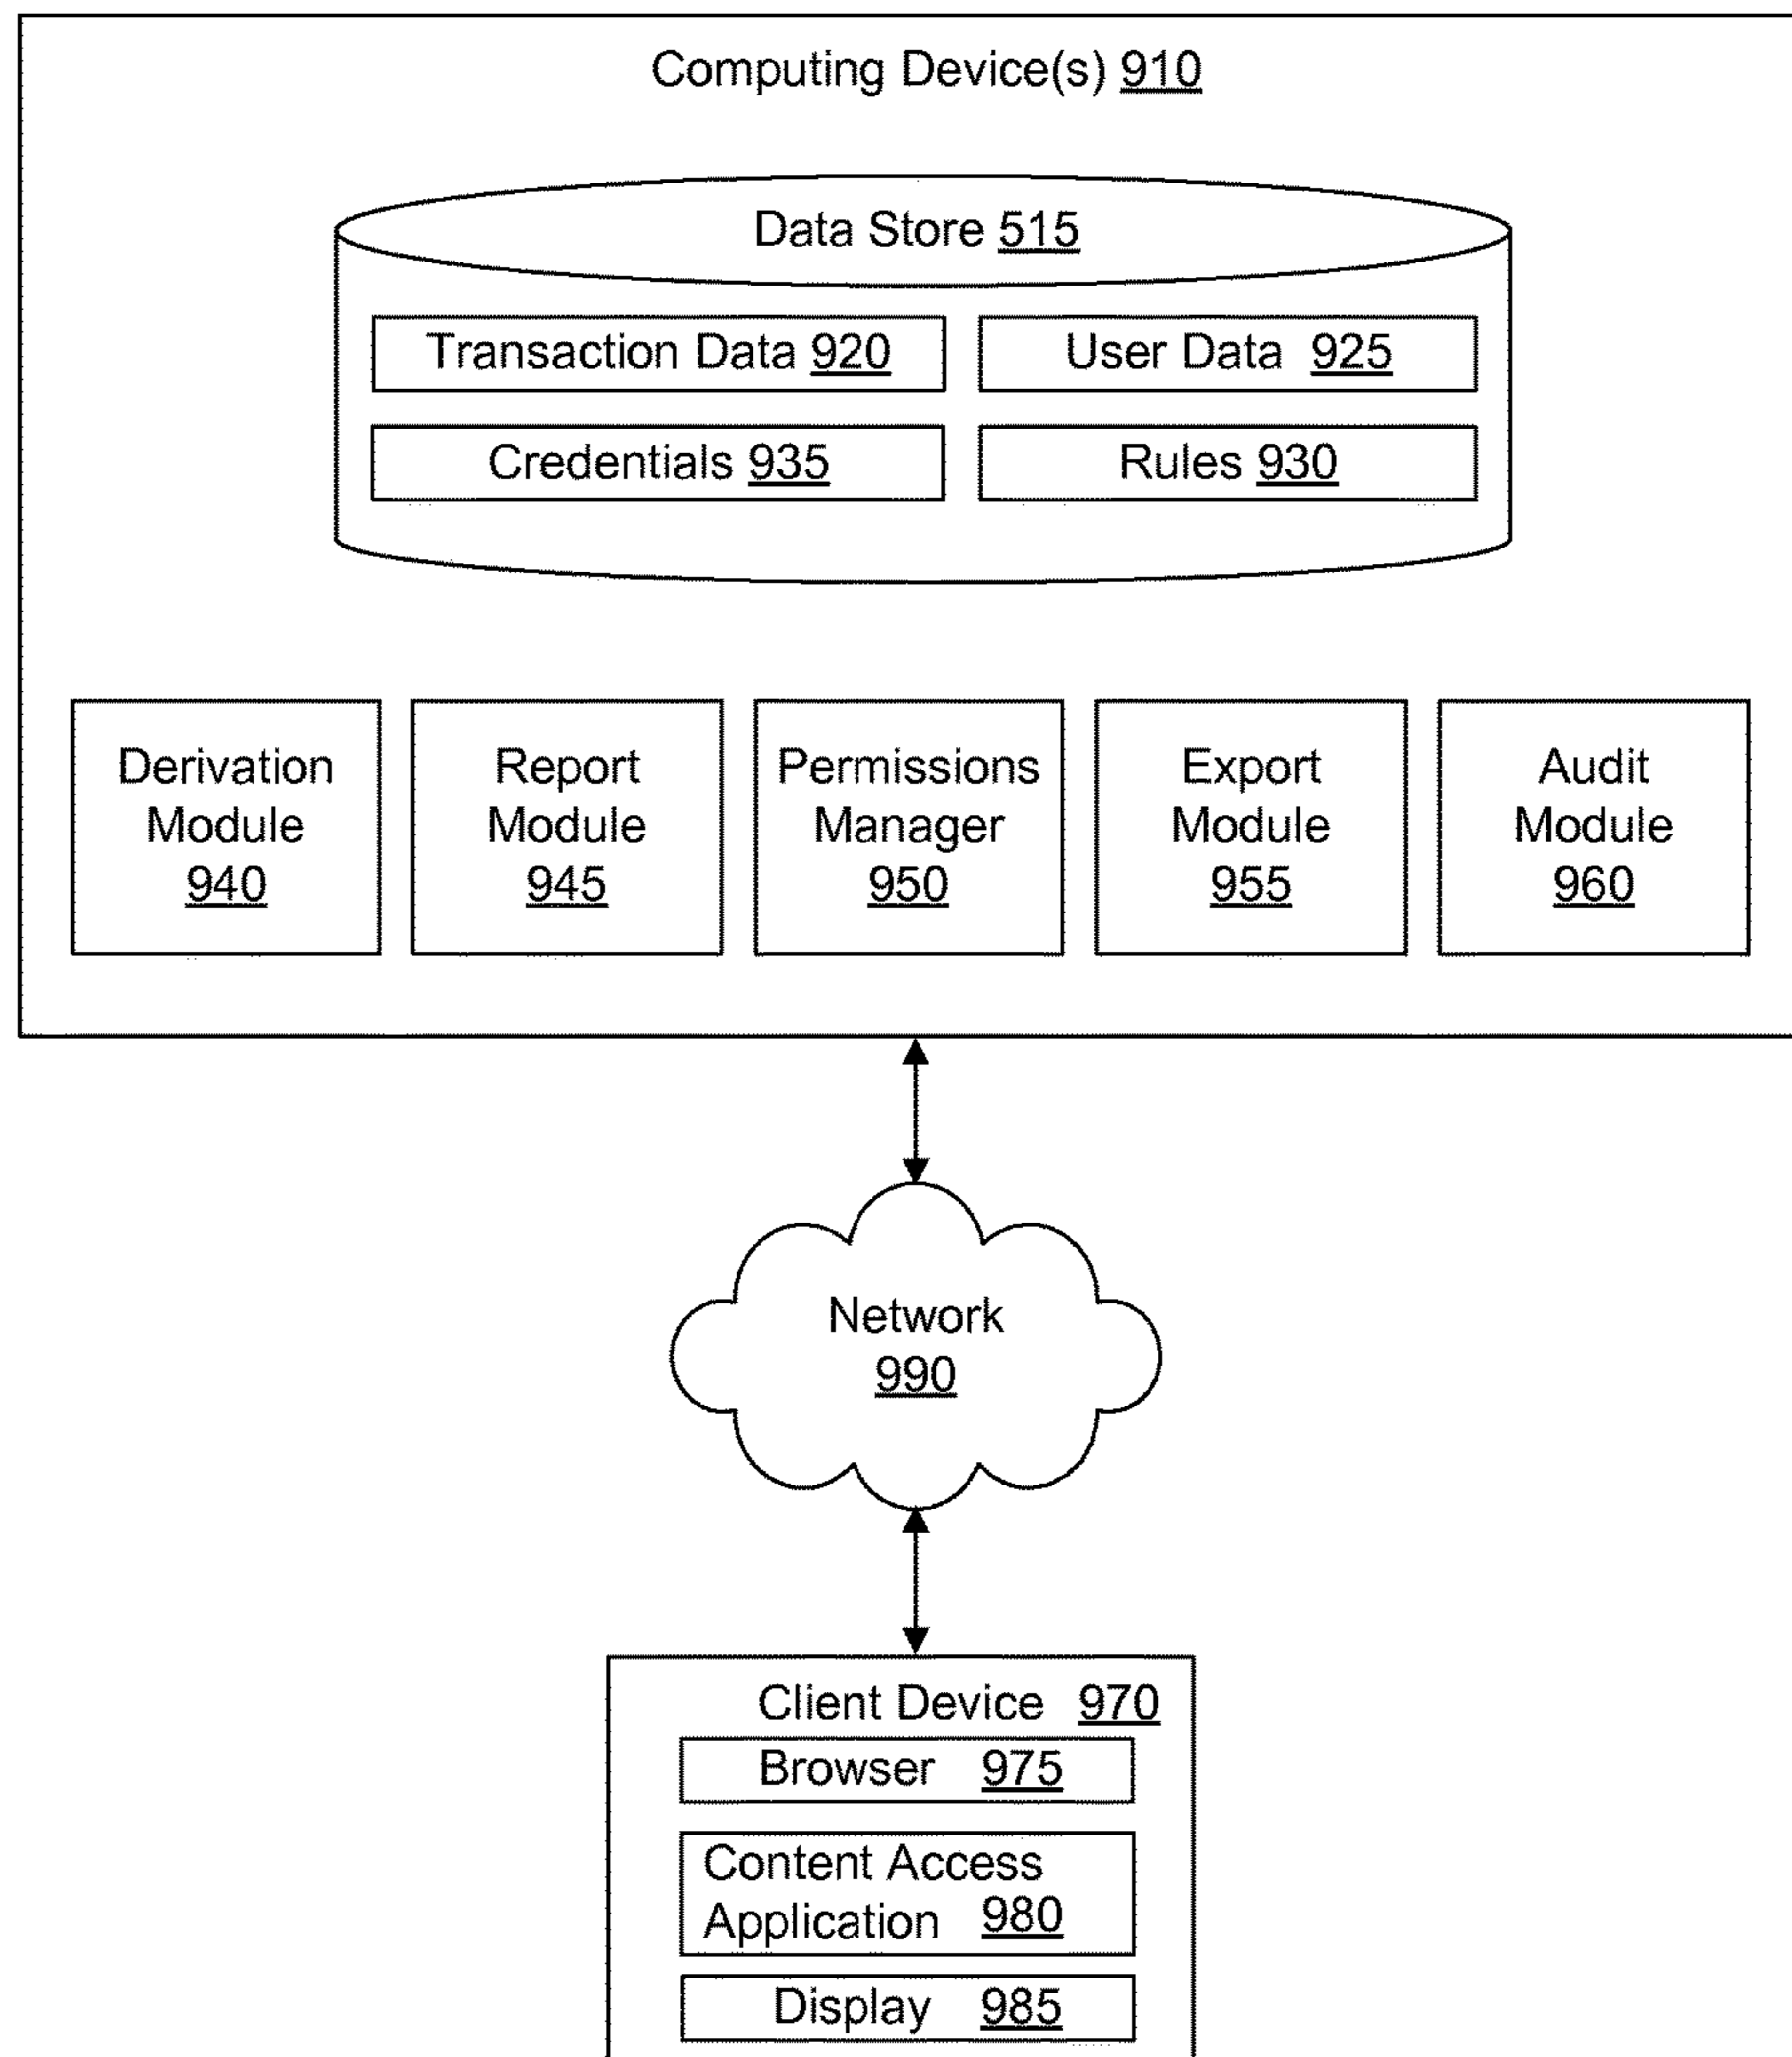 Computing Device(s) 910
Data Store 515
Transaction Data 920
User Data 925
Credentials 935
Rules 930
Derivation
Module
940
Report
Module
945
Permissions
Manager
950
Export
Module
955
Audit
Module
960
Network
990
Client Device 970
Browser 975
Content Access
Application 980
Display 985